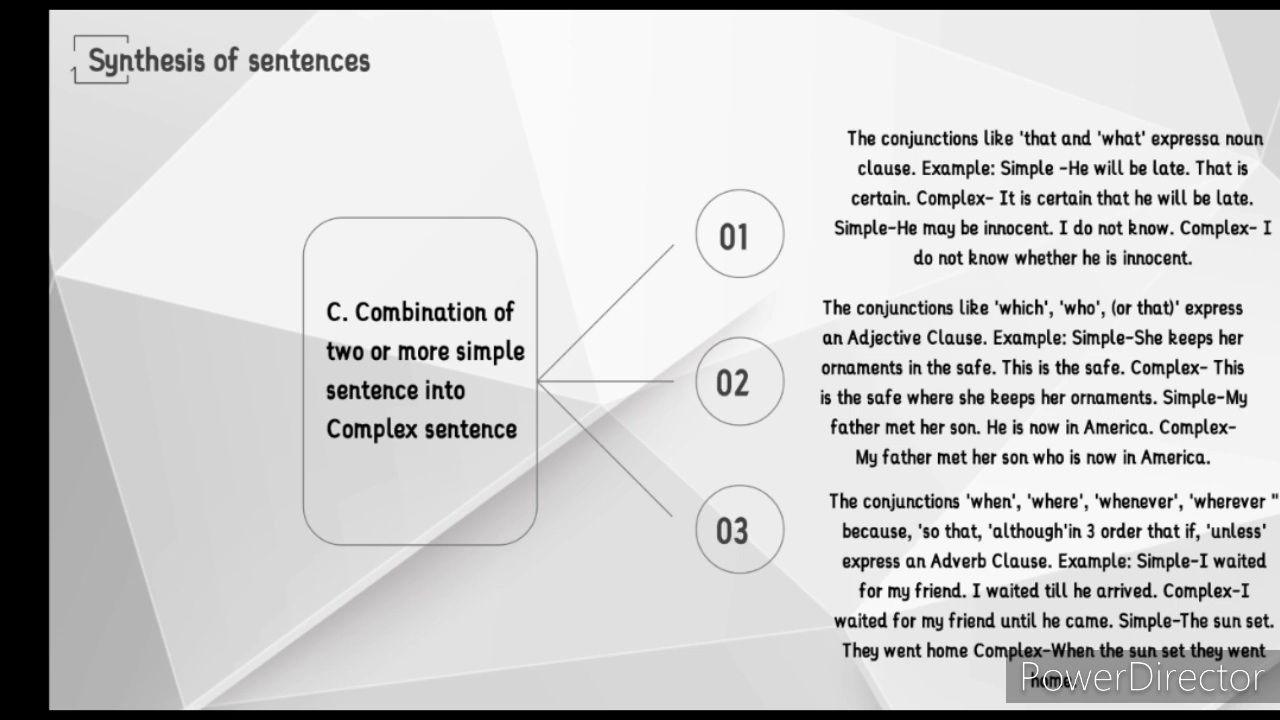 Synthesis of sentences
C. Combination of
two or more simple
sentence into
Complex sentence
01
The conjunctions like 'that and 'what' expressa noun
clause. Example: Simple -He will be late. That is
certain. Complex- It is certain that he will be late.
Simple-He may be innocent. I do not know. Complex- I
do not know whether he is innocent.
02
The conjunctions like 'which', 'who', (or that)' express
an Adjective Clause. Example: Simple-She keeps her
ornaments in the safe. This is the safe. Complex- This
is the safe where she keeps her ornaments. Simple-My
father met her son. He is now in America. Complex-
My father met her son who is now in America.
03
The conjunctions 'when', 'where', 'whenever', 'wherever "
because, 'so that, 'although'in 3 order that if, 'unless'
express an Adverb Clause. Example: Simple-I waited
for my friend. I waited till he arrived. Complex-I
waited for my friend until he came. Simple-The sun set.
They went home Complex-When the sun set they went
home.
PowerDirector